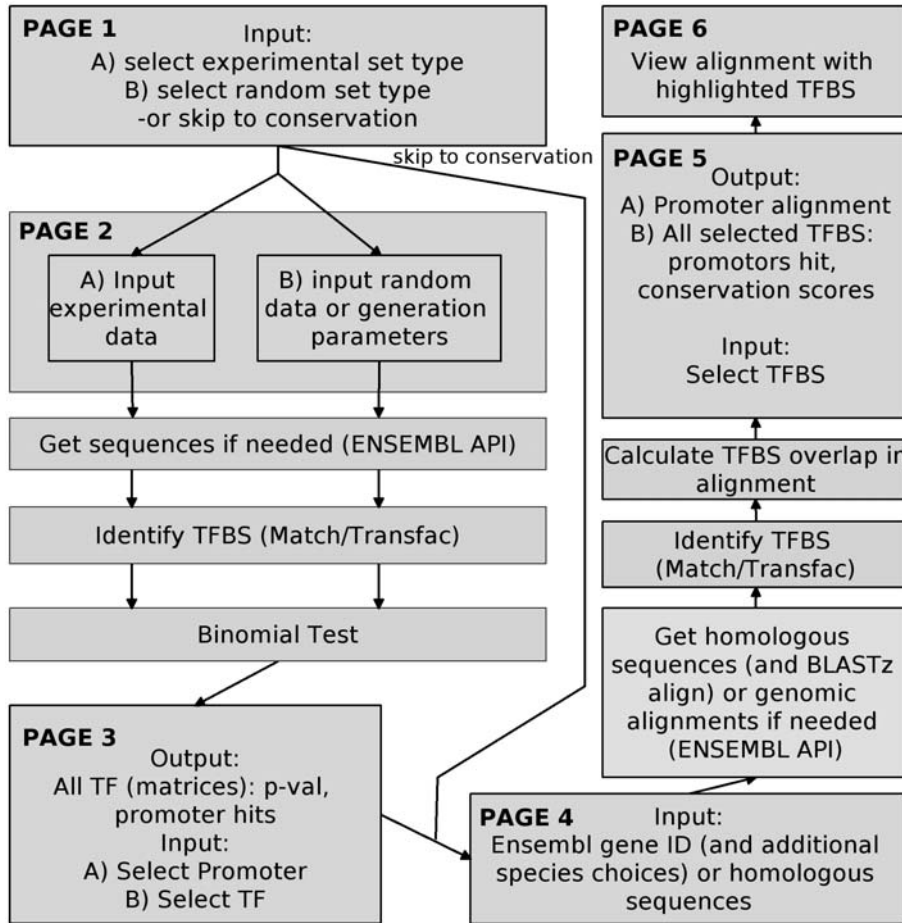 PAGE 1
Input:
A) select experimental set type
B) select random set type
-or skip to conservation
skip to conservation
PAGE 2
A) Input
experimental
data
B) input random
data or generation
parameters
Get sequences if needed (ENSEMBL API)
Identify TFBS (Match/Transfac)
Binomial Test
PAGE 3
Output:
All TF (matrices): p-val,
promoter hits
Input:
A) Select Promoter
B) Select TF
PAGE 4
Input:
Ensembl gene ID (and additional
species choices) or homologous
sequences
Get homologous
sequences (and BLASTz
align) or genomic
alignments if needed
(ENSEMBL API)
Identify TFBS
(Match/Transfac)
Calculate TFBS overlap in
alignment
PAGE 5
Output:
A) Promoter alignment
B) All selected TFBS:
promotors hit,
conservation scores
Input:
Select TFBS
PAGE 6
View alignment with
highlighted TFBS